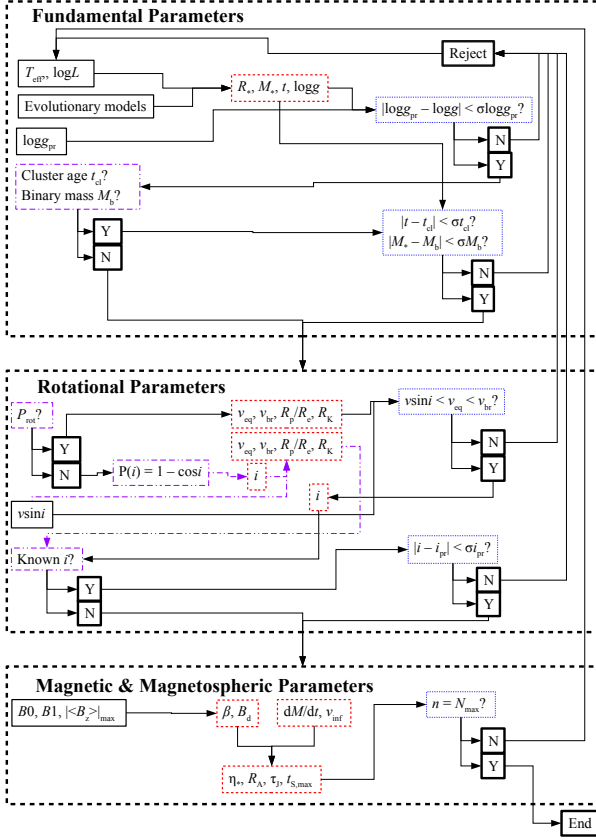 Fundamental Parameters
Reject
T_eff,, logL
R_*, M_*, t, logg
Evolutionary models
|logg_pr – logg| < σlogg_pr?
logg_pr
N
Y
Cluster age t_cl?
Binary mass M_b?
|t – t_cl| < σt_cl?
|M_* – M_b| < σM_b?
Y
N
N
Y
Rotational Parameters
P_rot?
v_eq, v_br, R_p/R_e, R_K
vsini < v_eq < v_br?
Y
v_eq, v_br, R_p/R_e, R_K
N
N
P(i) = 1 – cosi
i
Y
i
vsini
Known i?
|i – i_pr| < σi_pr?
Y
N
N
Y
Magnetic & Magnetospheric Parameters
B0, B1, |<B_z>|_max
β, B_d
dM/dt, v_inf
n = N_max?
N
Y
η_*, R_A, τ_J, t_S,max
End